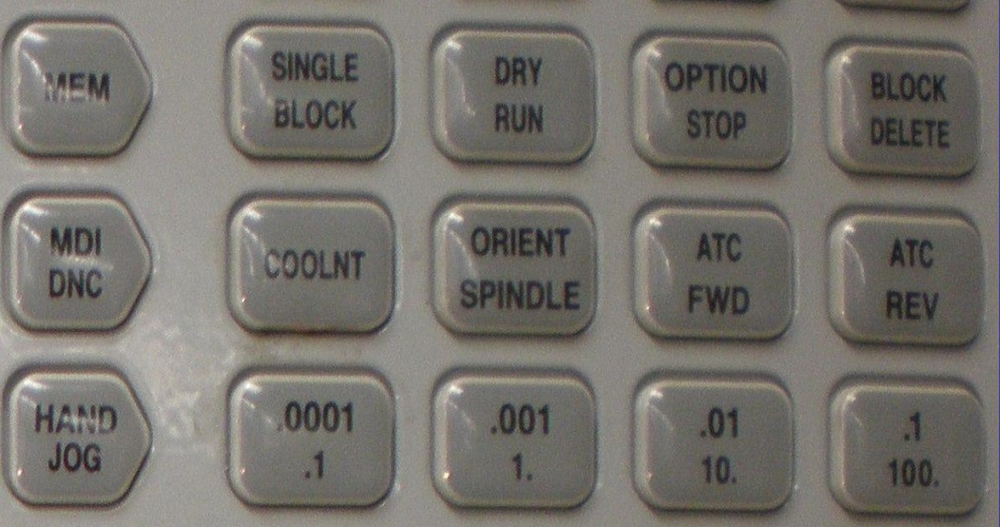 MEM
SINGLE
BLOCK
DRY
RUN
OPTION
STOP
BLOCK
DELETE
MDI
DNC
COOLNT
ORIENT
SPINDLE
ATC
FWD
ATC
REV
HAND
JOG
.0001
.1
.001
1.
.01
10.
.1
100.